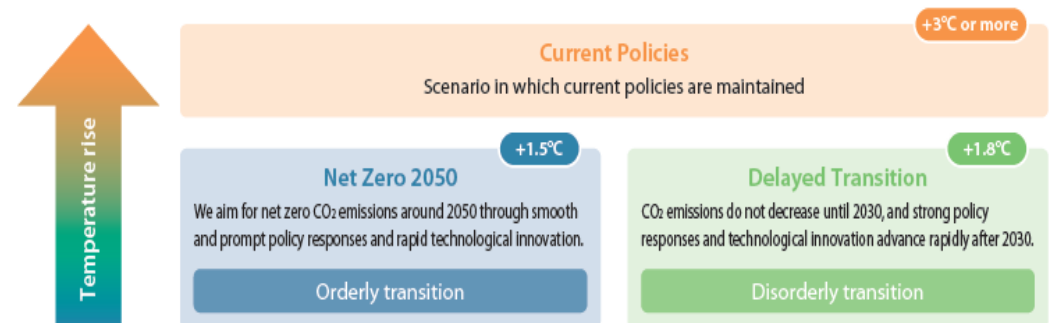 +3℃ or more
Current Policies
Scenario in which current policies are maintained
Temperature rise
+1.5℃
Net Zero 2050
We aim for net zero CO₂ emissions around 2050 through smooth
and prompt policy responses and rapid technological innovation.
Orderly transition
+1.8℃
Delayed Transition
CO₂ emissions do not decrease until 2030, and strong policy
responses and technological innovation advance rapidly after 2030.
Disorderly transition